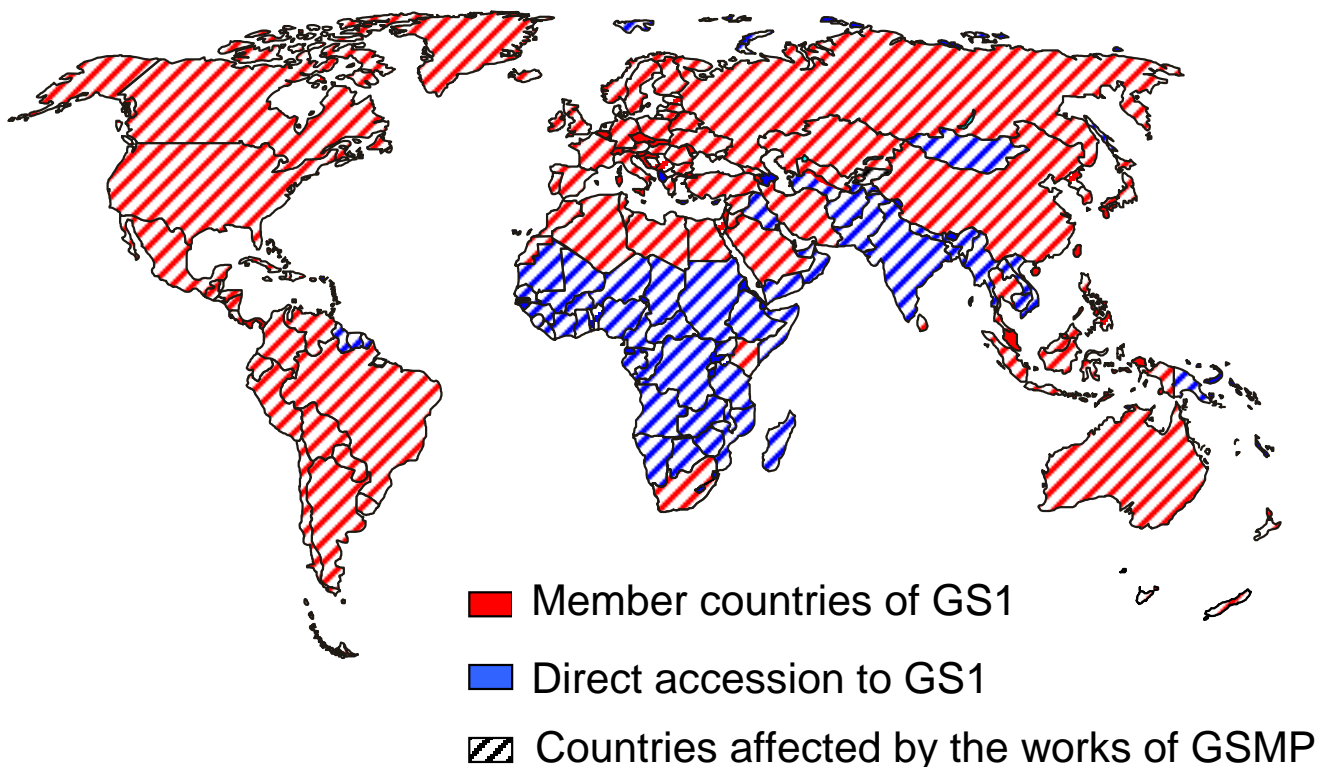 Member countries of GS1
Direct accession to GS1
Countries affected by the works of GSMP